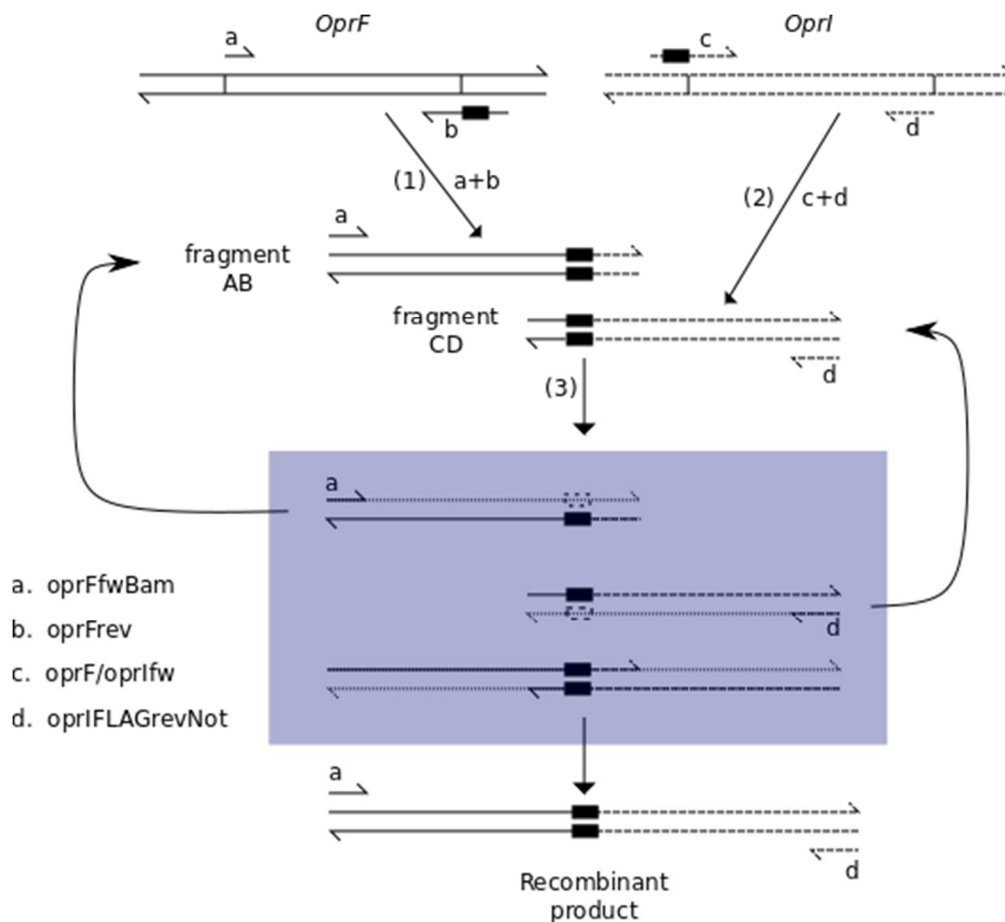 OprF
OprI
a
c
b
d
(1)
a+b
(2)
c+d
a
fragment
AB
fragment
CD
d
(3)
a
d
a. oprFfwBam
b. oprFrev
c. oprF/oprIfw
d. oprIFLAGrevNot
a
d
Recombinant
product